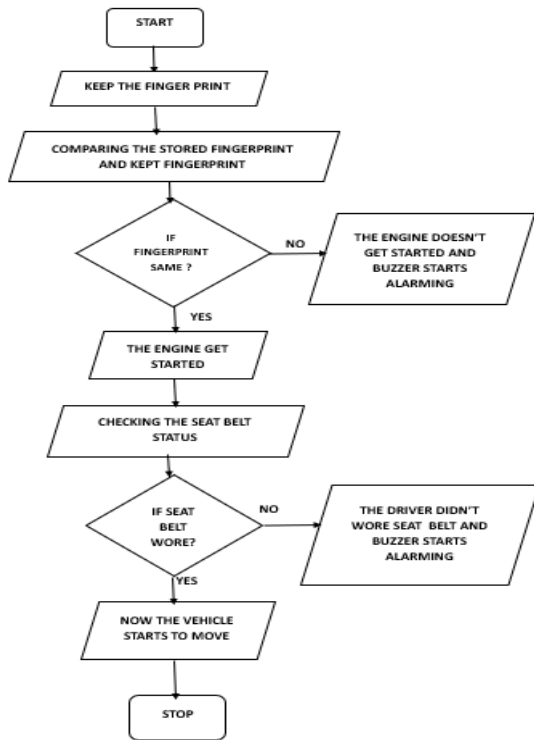 START
KEEP THE FINGER PRINT
COMPARING THE STORED FINGERPRINT
AND KEPT FINGERPRINT
IF
FINGERPRINT
SAME ?
NO
THE ENGINE DOESN'T
GET STARTED AND
BUZZER STARTS
ALARMING
YES
THE ENGINE GET
STARTED
CHECKING THE SEAT BELT
STATUS
IF SEAT
BELT
WORE?
NO
THE DRIVER DIDN'T
WORE SEAT BELT AND
BUZZER STARTS
ALARMING
YES
NOW THE VEHICLE
STARTS TO MOVE
STOP